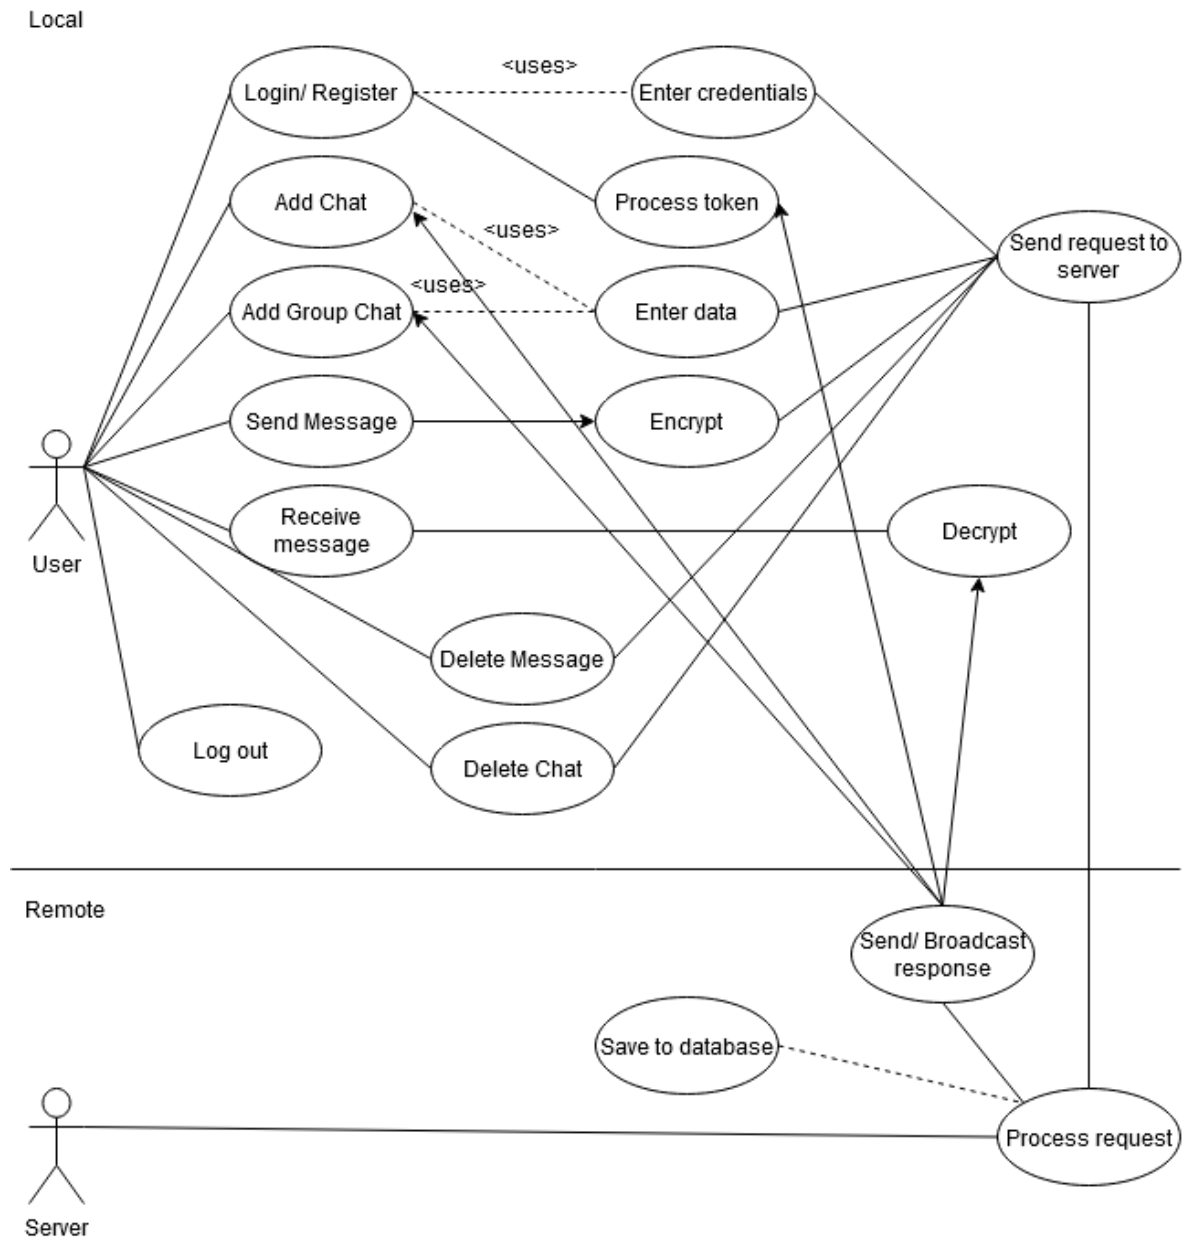 Local
<uses>
Login/ Register
Enter credentials
Add Chat
Process token
<uses>
Send request to
server
<uses>
Add Group Chat
Enter data
Send Message
Encrypt
Receive
message
Decrypt
User
Delete Message
Log out
Delete Chat
Remote
Send/ Broadcast
response
Save to database
Process request
Server